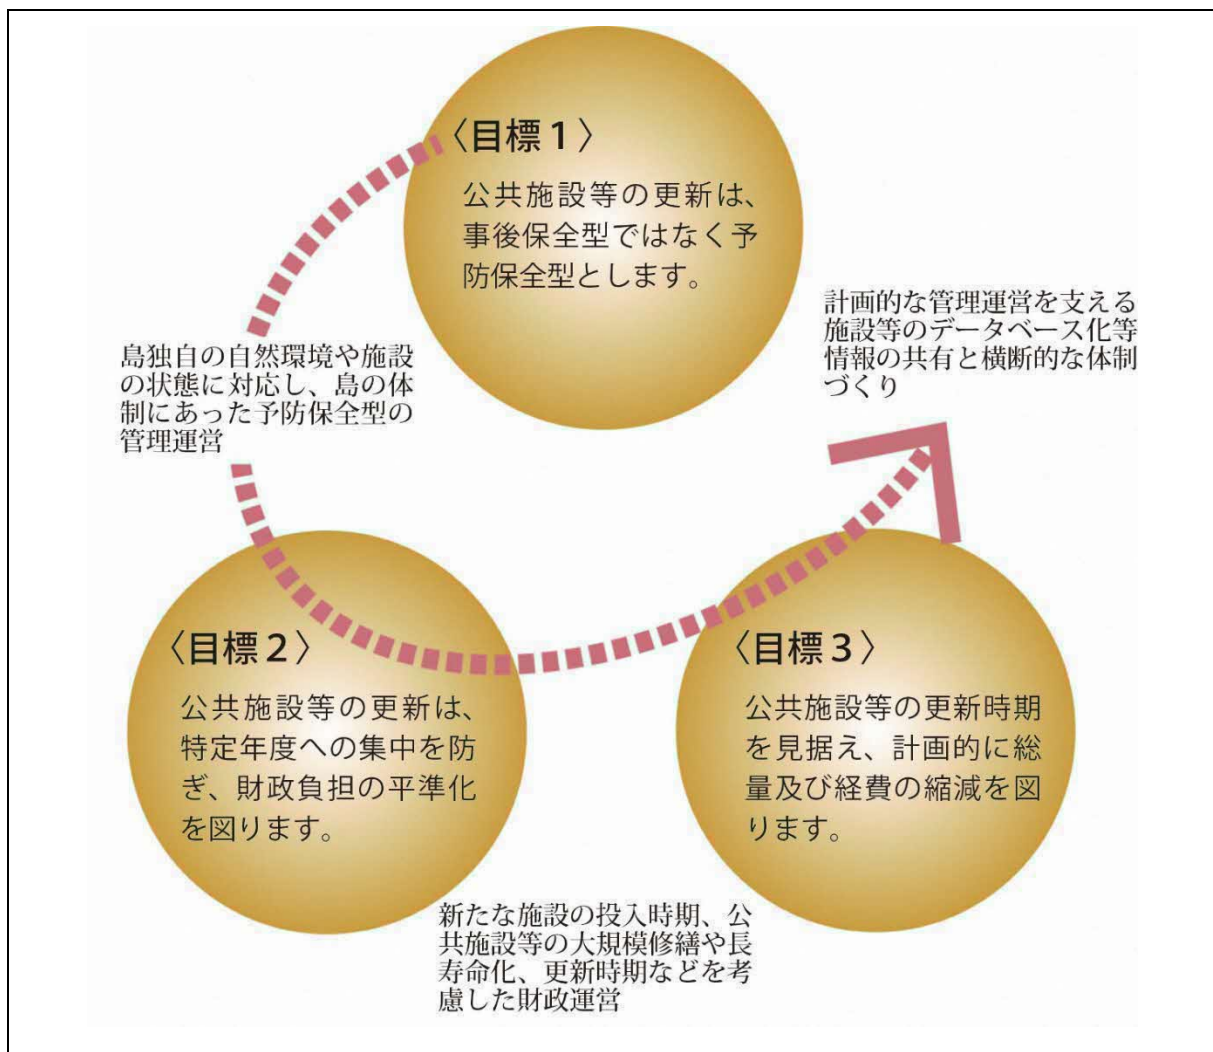 〈目標１〉
公共施設等の更新は、
事後保全型ではなく予
防保全型とします。
島独自の自然環境や施設
の状態に対応し、島の体
制にあった予防保全型の
管理運営
計画的な管理運営を支える
施設等のデータベース化等
情報の共有と横断的な体制
づくり
〈目標２〉
公共施設等の更新は、
特定年度への集中を防
ぎ、財政負担の平準化
を図ります。
〈目標３〉
公共施設等の更新時期
を見据え、計画的に総
量及び経費の縮減を図
ります。
新たな施設の投入時期、公
共施設等の大規模修繕や長
寿命化、更新時期などを考
慮した財政運営